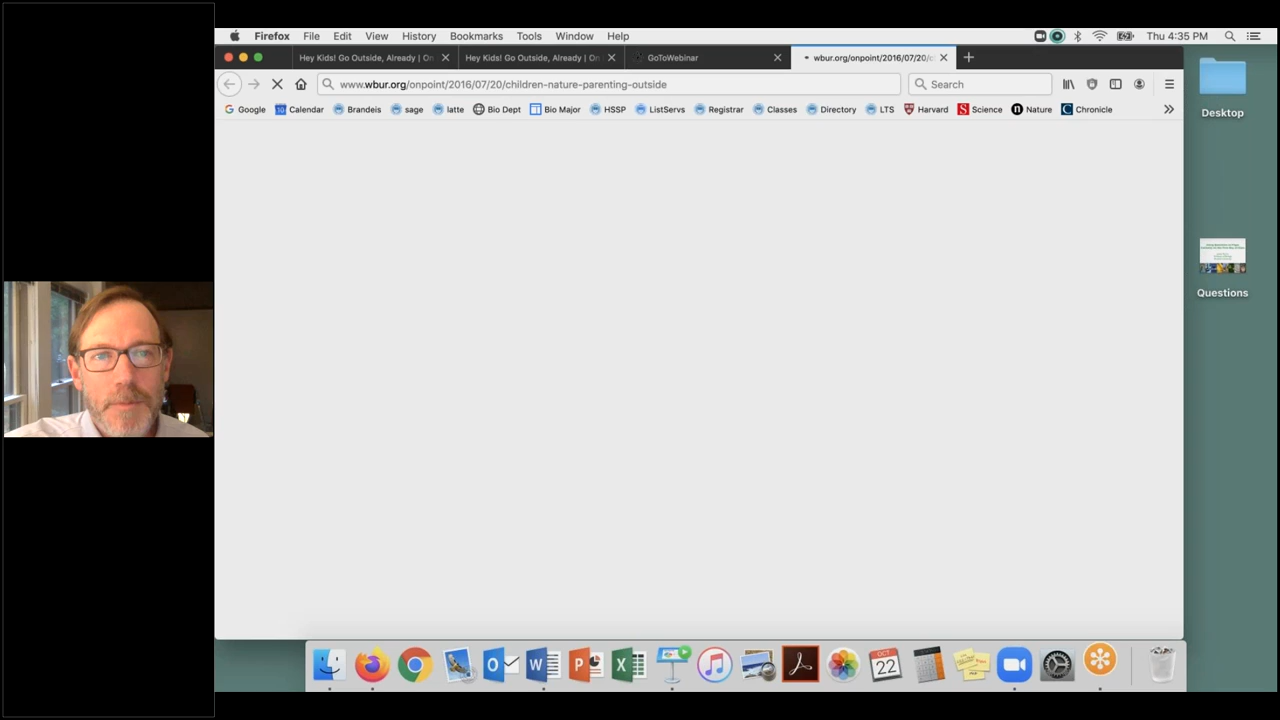 Firefox File Edit View History Bookmarks Tools Window Help Thu 4:35 PM
Hey Kids! Go Outside, Already | On Hey Kids! Go Outside, Already | On GoToWebinar wbur.org/onpoint/2016/07/20/c
www.wbur.org/onpoint/2016/07/20/children-nature-parenting-outside Search
Google Calendar Brandeis sage latte Bio Dept Bio Major HSSP ListServs Registrar Classes Directory LTS Harvard Science Nature Chronicle
Desktop
Questions
OCT
22